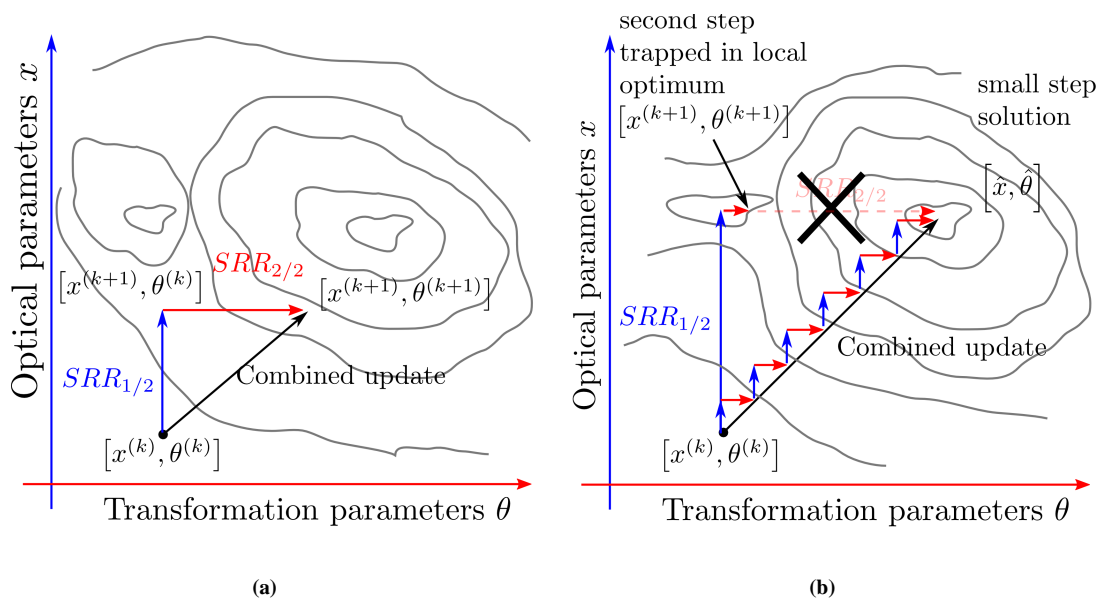 Optical parameters x
[x^(k+1), θ^(k)]
SRR_2/2
[x^(k+1), θ^(k+1)]
SRR_1/2
Combined update
[x^(k), θ^(k)]
Transformation parameters θ
(a)
second step
trapped in local
optimum
[x^(k+1), θ^(k+1)]
small step
solution
[x̂, θ̂]
SRR_2/2
Optical parameters x
SRR_1/2
Combined update
[x^(k), θ^(k)]
Transformation parameters θ
(b)